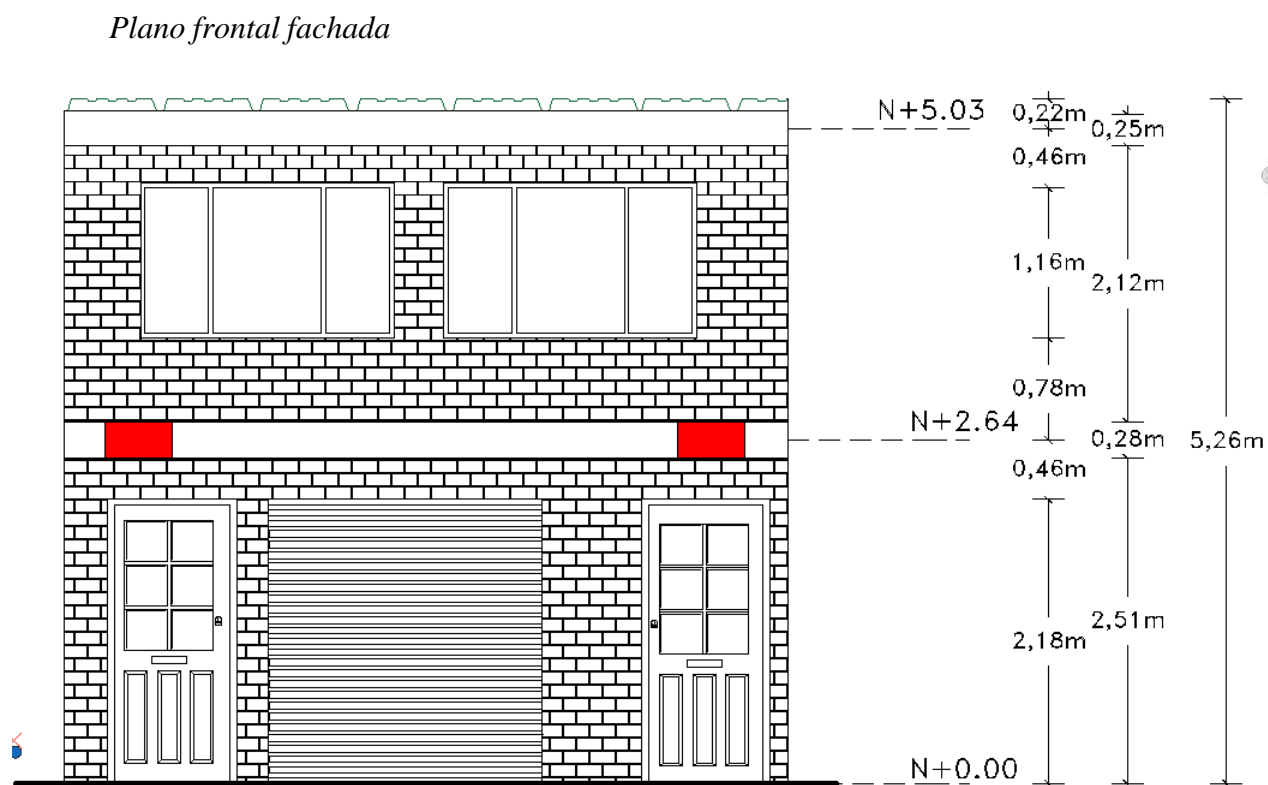 Plano frontal fachada
N+5.03
0,22m
0,25m
0,46m
1,16m
2,12m
0,78m
N+2.64
0,28m
5,26m
0,46m
2,51m
2,18m
N+0.00